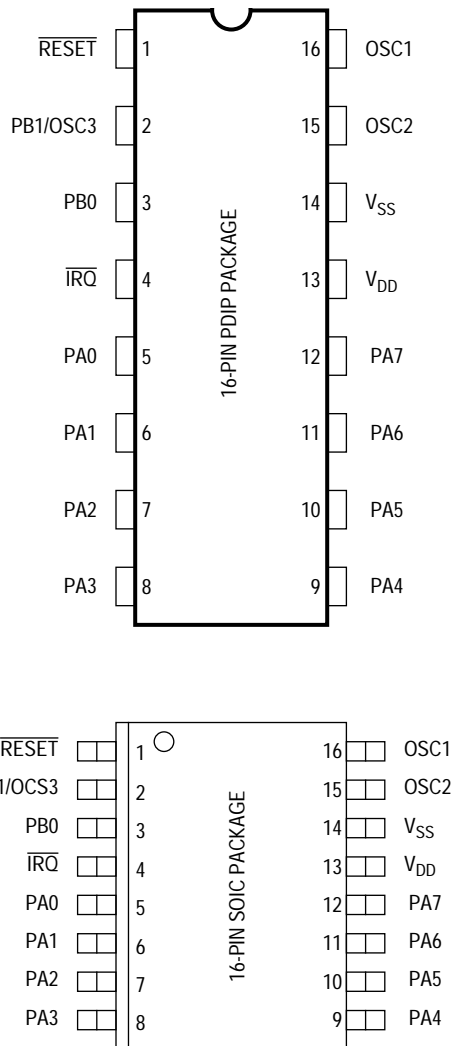 RESET 1 16 OSC1
PB1/OSC3 2 15 OSC2
PB0 3 14 VSS
IRQ 4 13 VDD
PA0 5 12 PA7
PA1 6 11 PA6
PA2 7 10 PA5
PA3 8 9 PA4
16-PIN PDIP PACKAGE
RESET 1 16 OSC1
1/OCS3 2 15 OSC2
PB0 3 14 VSS
IRQ 4 13 VDD
PA0 5 12 PA7
PA1 6 11 PA6
PA2 7 10 PA5
PA3 8 9 PA4
16-PIN SOIC PACKAGE